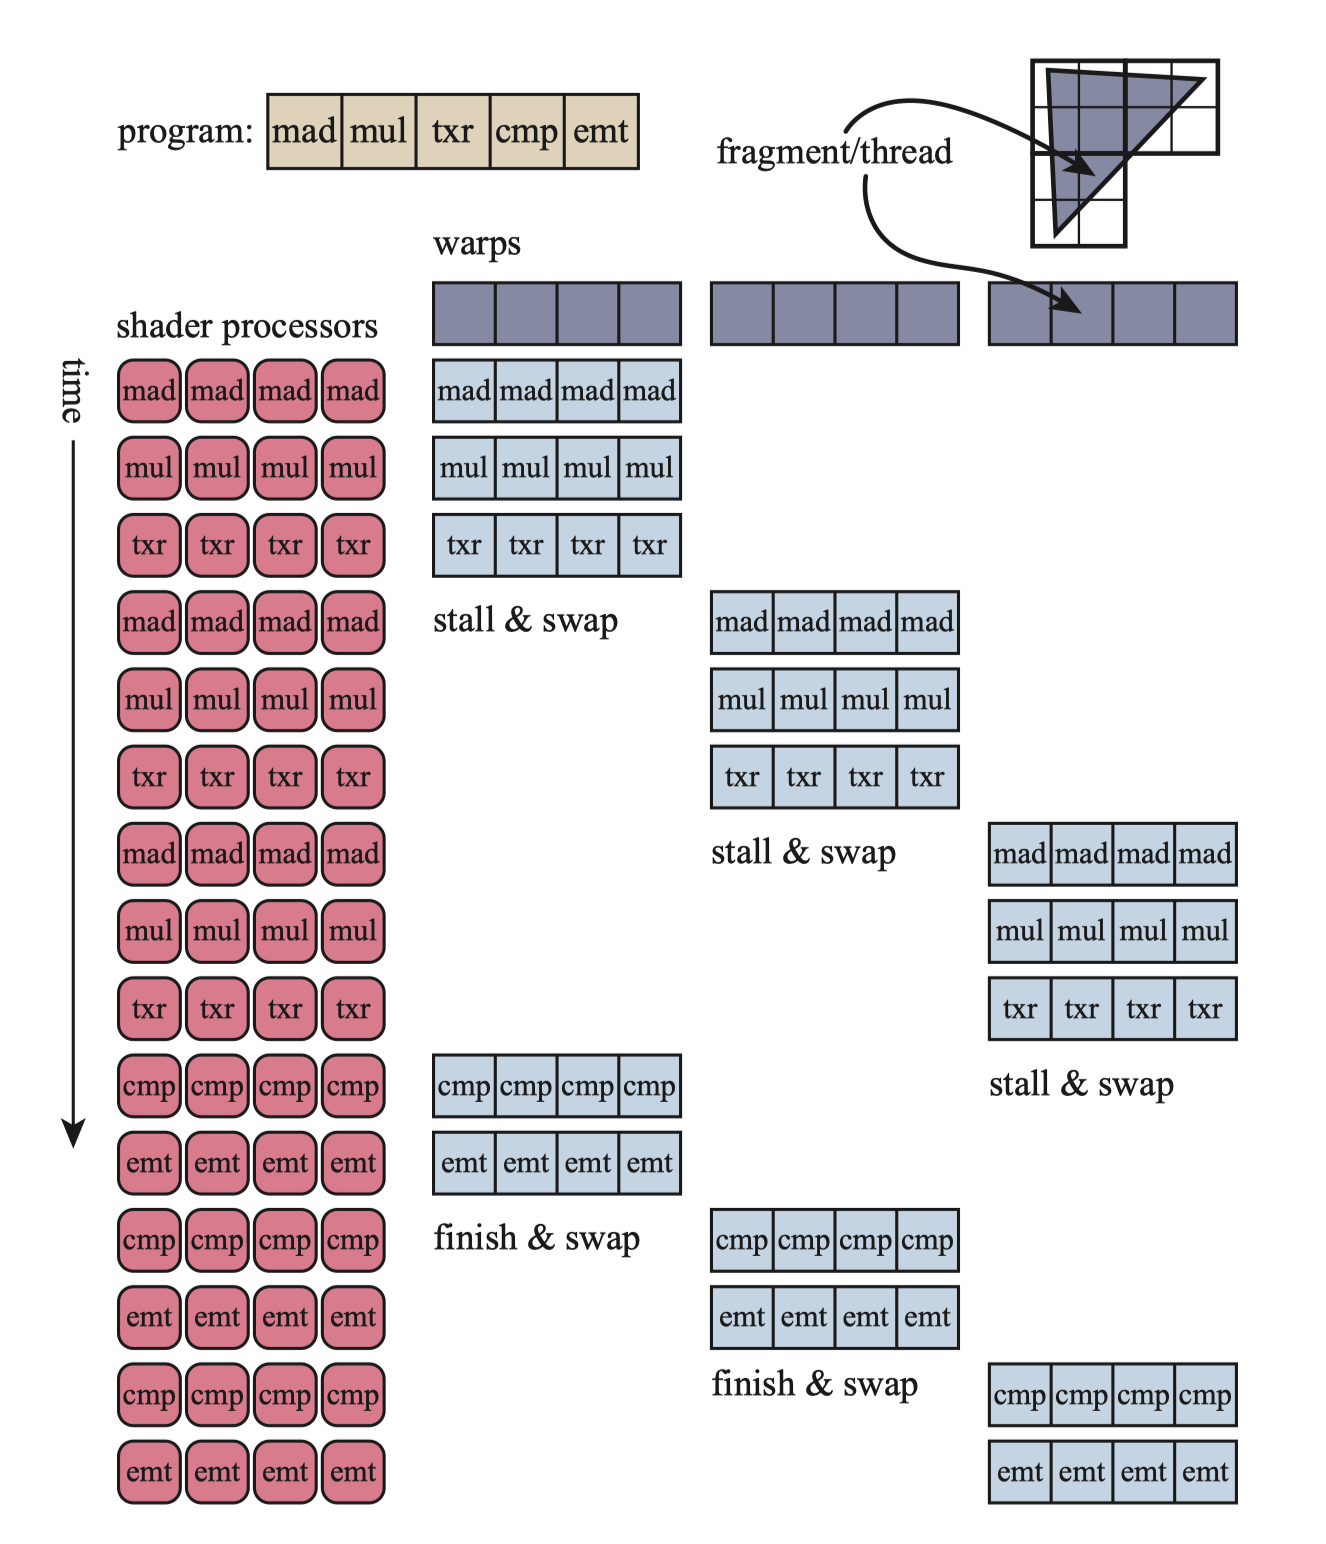 program: mad mul txr cmp emt
fragment/thread
warps
shader processors
time
mad mad mad mad mad mad mad mad
mul mul mul mul mul mul mul mul
txr txr txr txr txr txr txr txr
mad mad mad mad stall & swap mad mad mad mad
mul mul mul mul mul mul mul mul
txr txr txr txr txr txr txr txr
mad mad mad mad stall & swap mad mad mad mad
mul mul mul mul mul mul mul mul
txr txr txr txr txr txr txr txr
cmp cmp cmp cmp cmp cmp cmp cmp stall & swap
emt emt emt emt emt emt emt emt
cmp cmp cmp cmp finish & swap cmp cmp cmp cmp
emt emt emt emt emt emt emt emt
cmp cmp cmp cmp finish & swap cmp cmp cmp cmp
emt emt emt emt emt emt emt emt